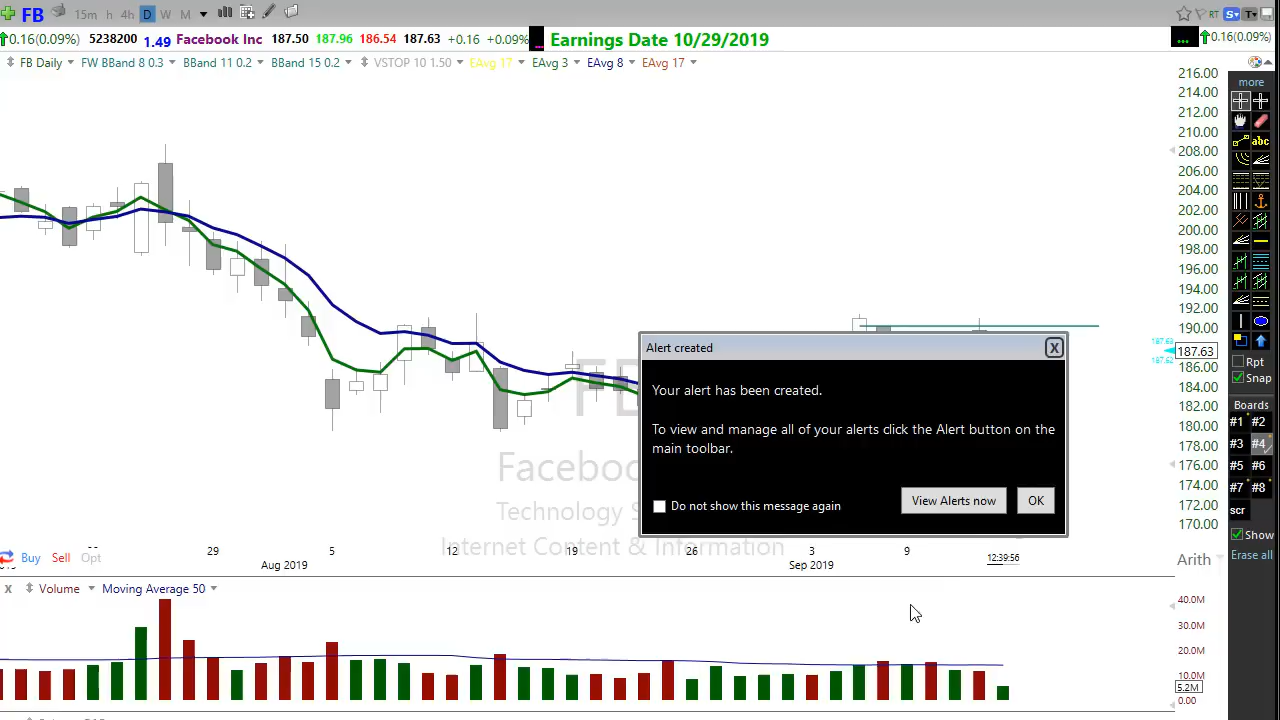 FB 15m h 4h D W M RT S T
0.16(0.09%) 5238200 1.49 Facebook Inc 187.50 187.96 186.54 187.63 +0.16 +0.09% ... Earnings Date 10/29/2019 ... 0.16(0.09%)
FB Daily FW BBand 8 0.3 BBand 11 0.2 BBand 15 0.2 VSTOP 10 1.50 EAvg 17 EAvg 3 EAvg 8 EAvg 17
216.00
214.00
212.00
210.00
208.00
206.00
204.00
202.00
200.00
198.00
196.00
194.00
192.00
190.00
187.63
187.63
187.62
186.00
184.00
182.00
180.00
178.00
176.00
174.00
172.00
170.00
more
abc
Rpt
Snap
Boards
#1 #2
#3 #4
#5 #6
#7 #8
scr
Show
Erase all
Alert created X
Your alert has been created.
To view and manage all of your alerts click the Alert button on the
main toolbar.
Do not show this message again View Alerts now OK
FB
Facebo
Technology S
Internet Content & Information
Buy Sell Opt
29 5 12 19 26 3 9 12:39:56
Aug 2019 Sep 2019
Arith
X Volume Moving Average 50
40.0M
30.0M
20.0M
10.0M
5.2M
0.00